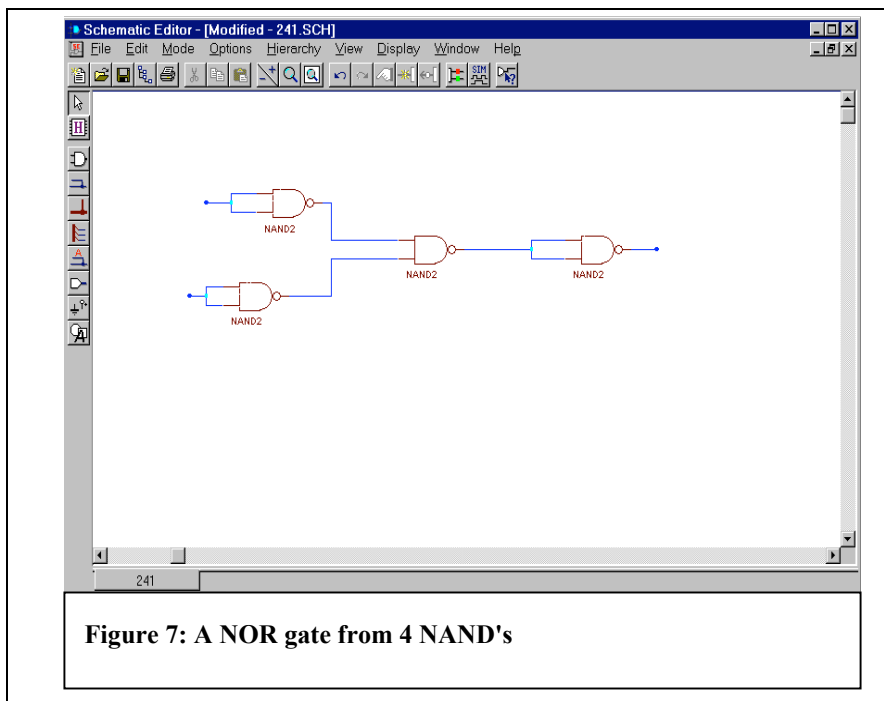 Schematic Editor - [Modified - 241.SCH]
File Edit Mode Options Hierarchy View Display Window Help
SIM
H
A
NAND2
NAND2
NAND2
NAND2
241
Figure 7: A NOR gate from 4 NAND's